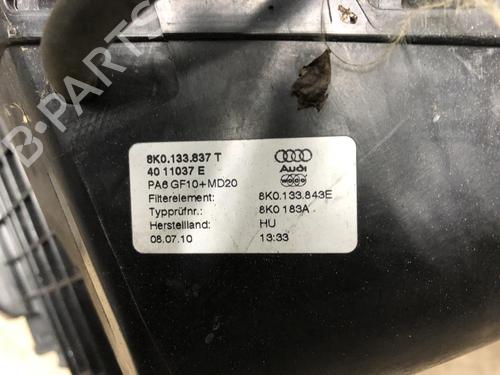 B-PARTS
8K0.133.837 T
40 11037 E
PA6 GF10+MD20
Audi
Filterelement: 8K0.133.843E
Typprüfnr.: 8K0 183A
Herstellland: HU
08.07.10 13:33